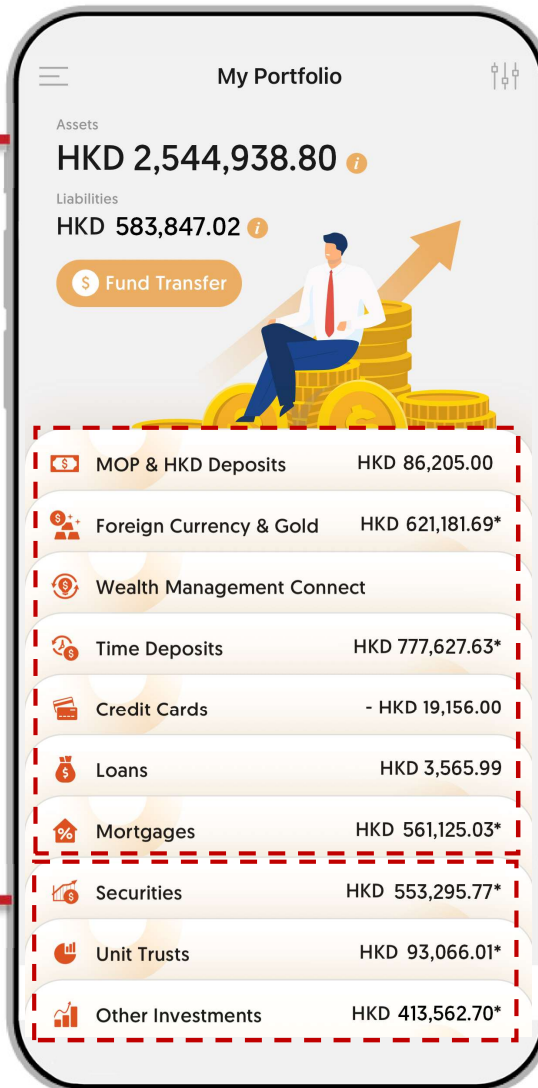 My Portfolio
Assets
HKD 2,544,938.80 i
Liabilities
HKD 583,847.02 i
$ Fund Transfer
MOP & HKD Deposits HKD 86,205.00
Foreign Currency & Gold HKD 621,181.69*
Wealth Management Connect
Time Deposits HKD 777,627.63*
Credit Cards - HKD 19,156.00
Loans HKD 3,565.99
Mortgages HKD 561,125.03*
Securities HKD 553,295.77*
Unit Trusts HKD 93,066.01*
Other Investments HKD 413,562.70*